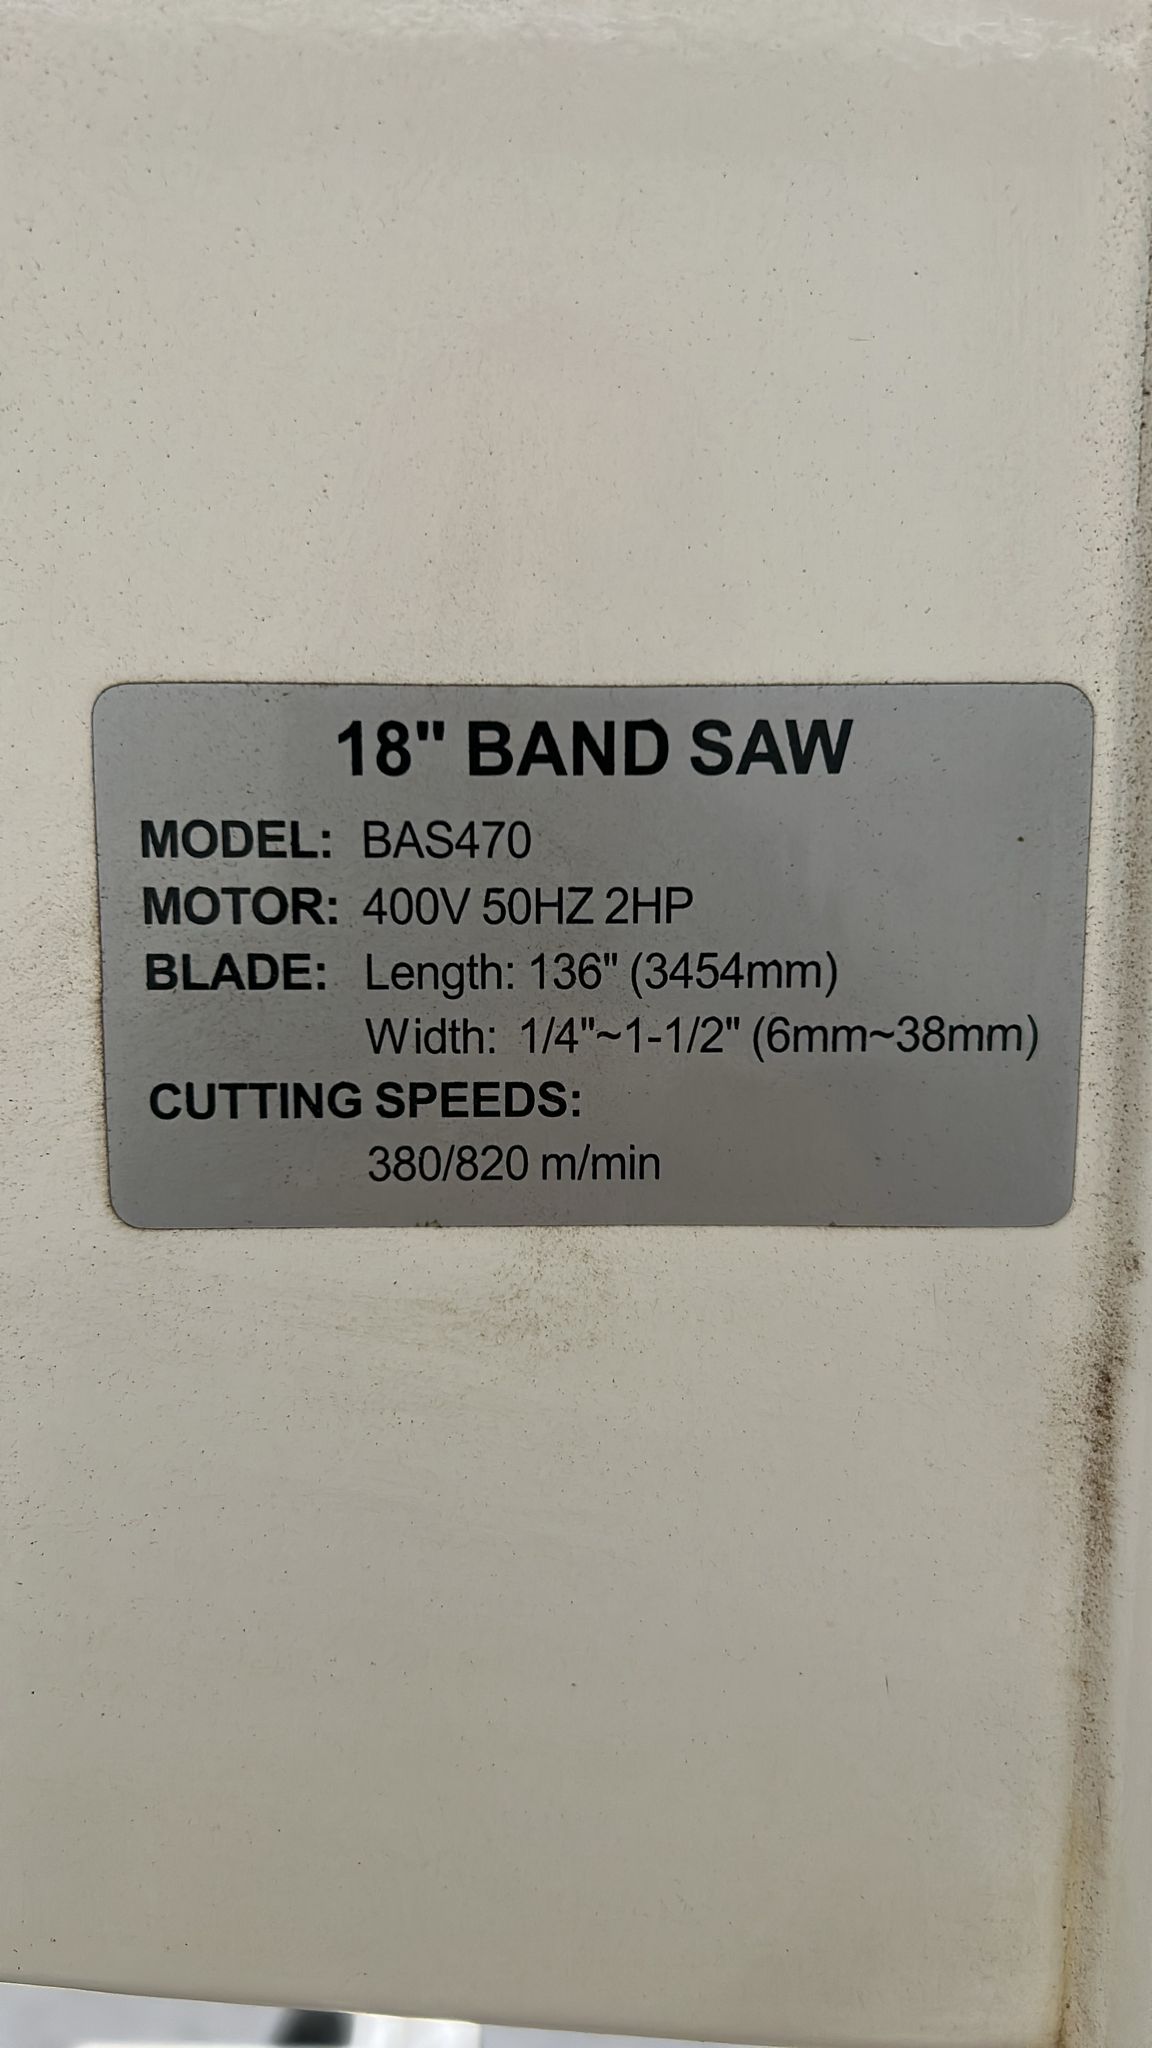 18" BAND SAW
MODEL: BAS470
MOTOR: 400V 50HZ 2HP
BLADE: Length: 136" (3454mm)
Width: 1/4"~1-1/2" (6mm~38mm)
CUTTING SPEEDS:
380/820 m/min